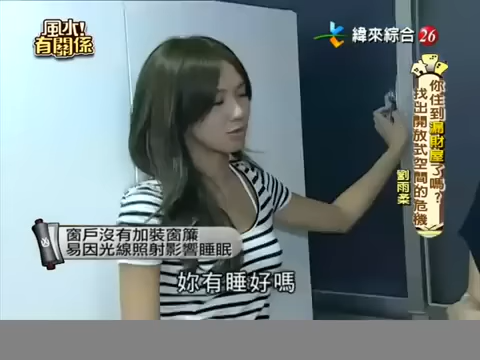 風水!
有關係
緯來綜合26
你住到漏財屋了嗎?
找出開放式空間的危機
劉雨柔
窗戶沒有加裝窗簾
易因光線照射影響睡眠
妳有睡好嗎